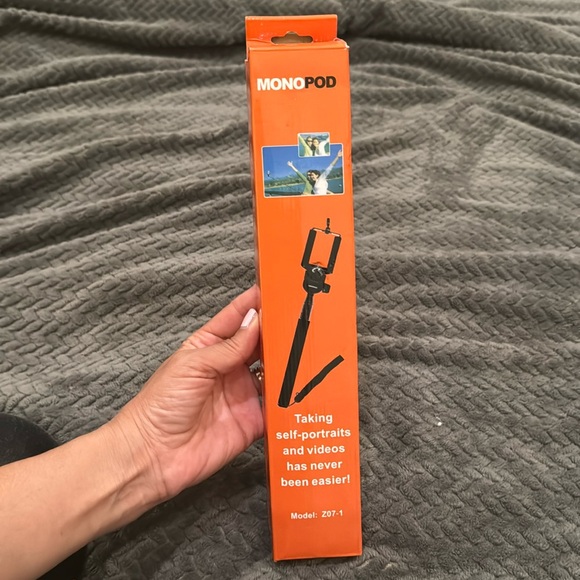 MONOPOD
Taking
self-portraits
and videos
has never
been easier!
Model: Z07-1